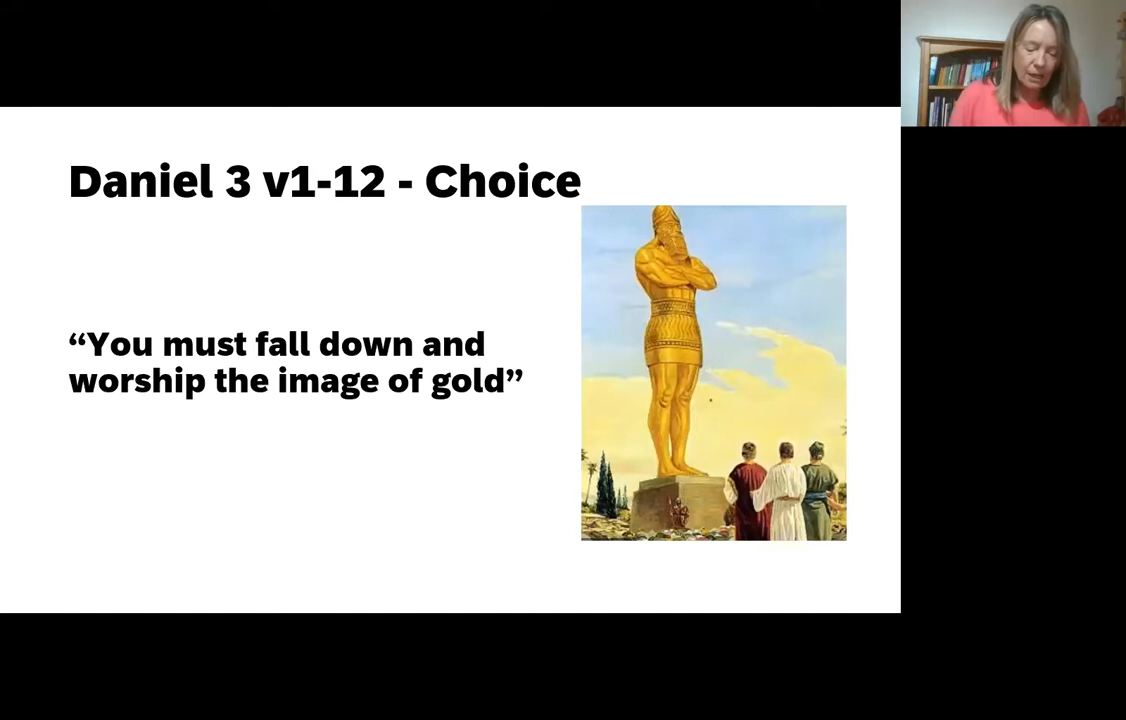 Daniel 3 v1-12 - Choice
“You must fall down and
worship the image of gold”